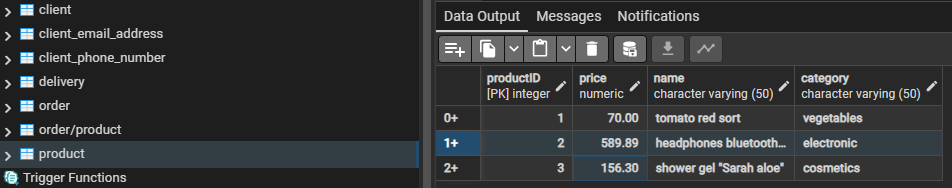 client
client_email_address
client_phone_number
delivery
order
order/product
product
Trigger Functions
Data Output Messages Notifications
productID price name category
[PK] integer numeric character varying (50) character varying (50)
0+ 1 70.00 tomato red sort vegetables
1+ 2 589.89 headphones bluetooth... electronic
2+ 3 156.30 shower gel "Sarah aloe" cosmetics